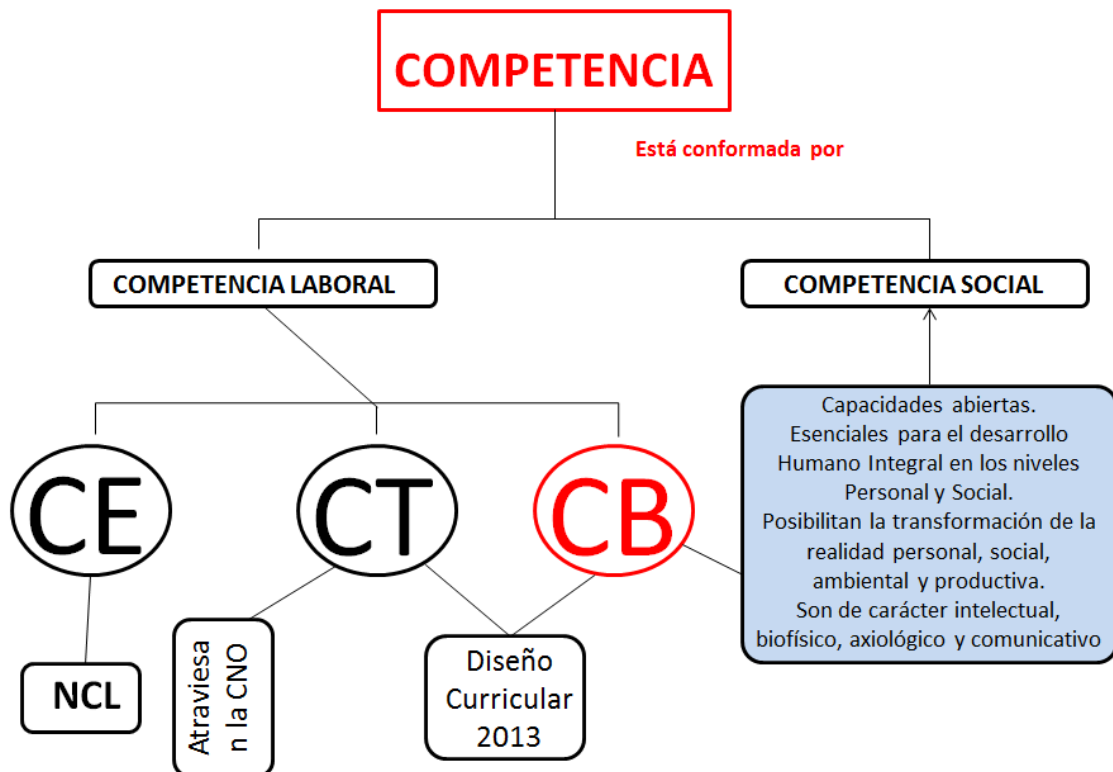 COMPETENCIA
Está conformada por
COMPETENCIA LABORAL
COMPETENCIA SOCIAL
Capacidades abiertas.
Esenciales para el desarrollo
Humano Integral en los niveles
Personal y Social.
Posibilitan la transformación de la
realidad personal, social,
ambiental y productiva.
Son de carácter intelectual,
biofísico, axiológico y comunicativo
CE
CT
CB
NCL
Atraviesa
n la CNO
Diseño
Curricular
2013